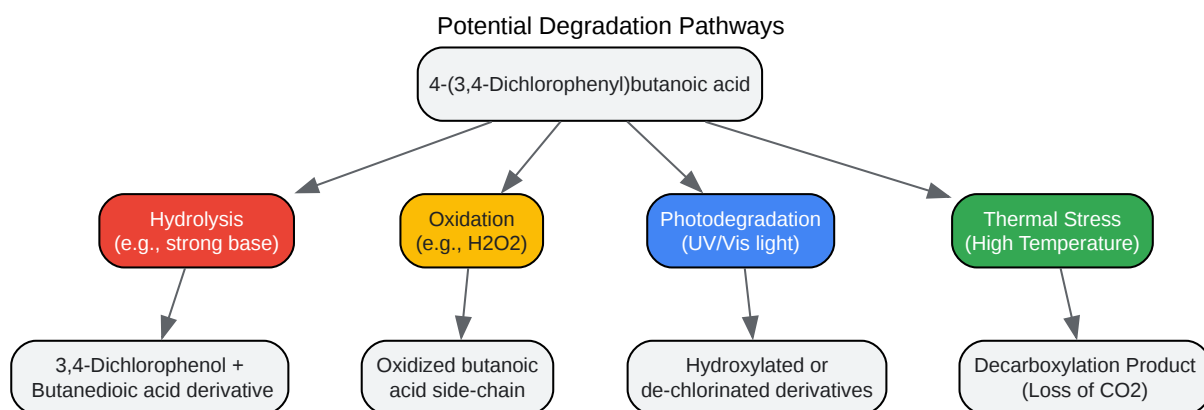 Potential Degradation Pathways
4-(3,4-Dichlorophenyl)butanoic acid
Hydrolysis
(e.g., strong base)
Oxidation
(e.g., H2O2)
Photodegradation
(UV/Vis light)
Thermal Stress
(High Temperature)
3,4-Dichlorophenol +
Butanedioic acid derivative
Oxidized butanoic
acid side-chain
Hydroxylated or
de-chlorinated derivatives
Decarboxylation Product
(Loss of CO2)